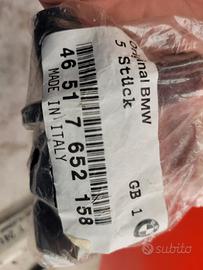 Original BMW
5 Stück
46 51 7 652 158
GB 1
MADE IN ITALY
subito